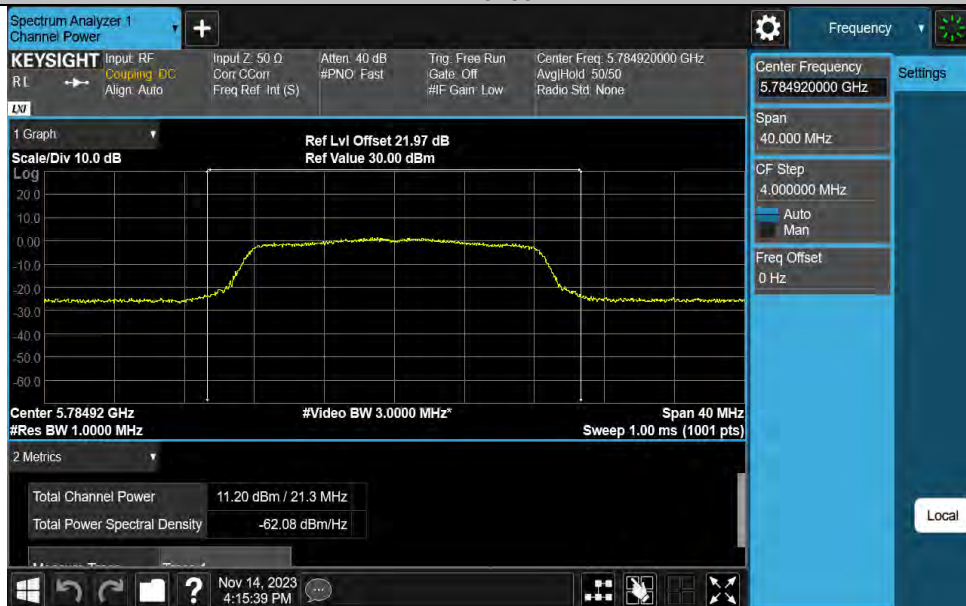 Spectrum Analyzer 1
Channel Power
+
Frequency
KEYSIGHT
RL
LXI
Input: RF
Coupling: DC
Align: Auto
Input Z: 50 Ω
Corr CCorr
Freq Ref: Int (S)
Atten: 40 dB
#PNO: Fast
Trig: Free Run
Gate: Off
#IF Gain: Low
Center Freq: 5.784920000 GHz
Avg|Hold: 50/50
Radio Std: None
Center Frequency
5.784920000 GHz
Settings
Span
40.000 MHz
CF Step
4.000000 MHz
Auto
Man
Freq Offset
0 Hz
1 Graph
Scale/Div 10.0 dB
Ref Lvl Offset 21.97 dB
Ref Value 30.00 dBm
Log
20.0
10.0
0.00
-10.0
-20.0
-30.0
-40.0
-50.0
-60.0
Center 5.78492 GHz
#Video BW 3.0000 MHz*
Span 40 MHz
#Res BW 1.0000 MHz
Sweep 1.00 ms (1001 pts)
2 Metrics
Total Channel Power 11.20 dBm / 21.3 MHz
Total Power Spectral Density -62.08 dBm/Hz
Local
?
Nov 14, 2023
4:15:39 PM